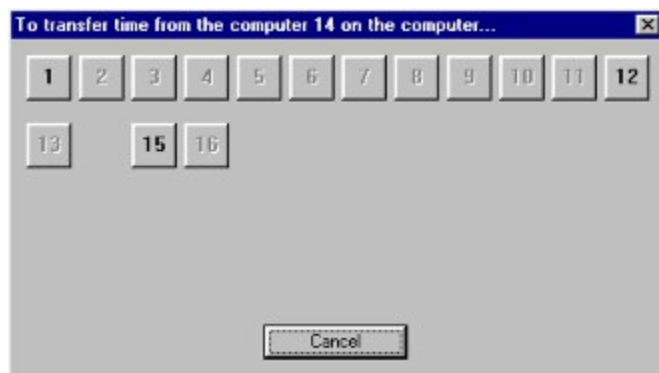 To transfer time from the computer 14 on the computer...
1 2 3 4 5 6 7 8 9 10 11 12
13 15 16
Cancel